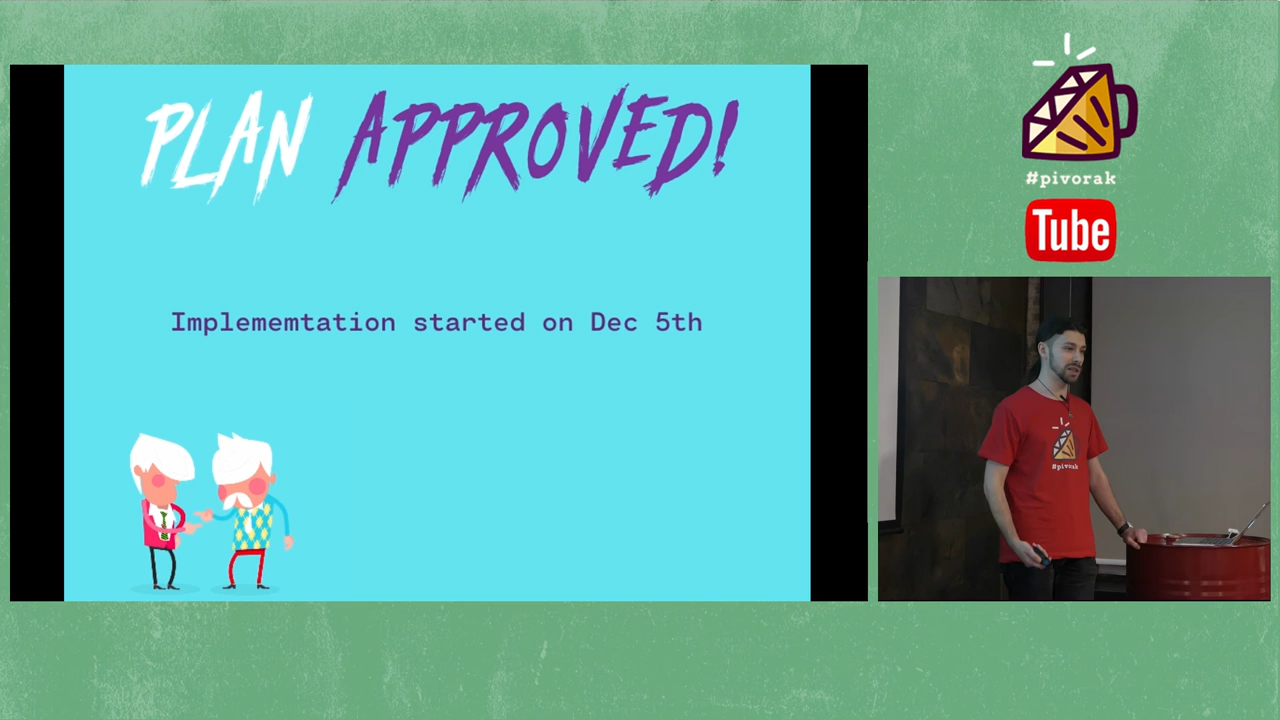 PLAN APPROVED!
Implememtation started on Dec 5th
#pivorak
Tube
#pivorak